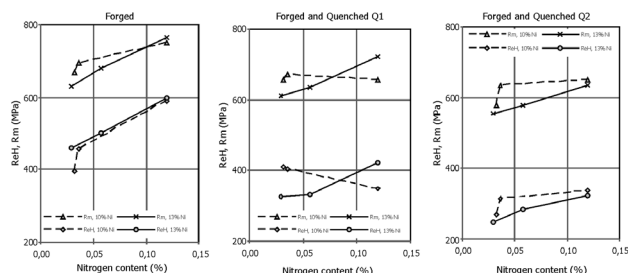 Forged
ReH, Rm (MPa)
800
600
400
200
0,00
0,05
0,10
0,15
Nitrogen content (%)
Rm, 10%Ni
Rm, 13%Ni
ReH, 10%Ni
ReH, 13%Ni
Forged and Quenched Q1
ReH, Rm (MPa)
800
600
400
200
0,00
0,05
0,10
0,15
Nitrogen content (%)
Rm, 10%Ni
Rm, 13%Ni
ReH, 10%Ni
ReH, 13%Ni
Forged and Quenched Q2
Rm, 10%Ni
Rm, 13%Ni
ReH, 10%Ni
ReH, 13%Ni
ReH, Rm (MPa)
800
600
400
200
0,00
0,05
0,10
0,15
Nitrogen content (%)